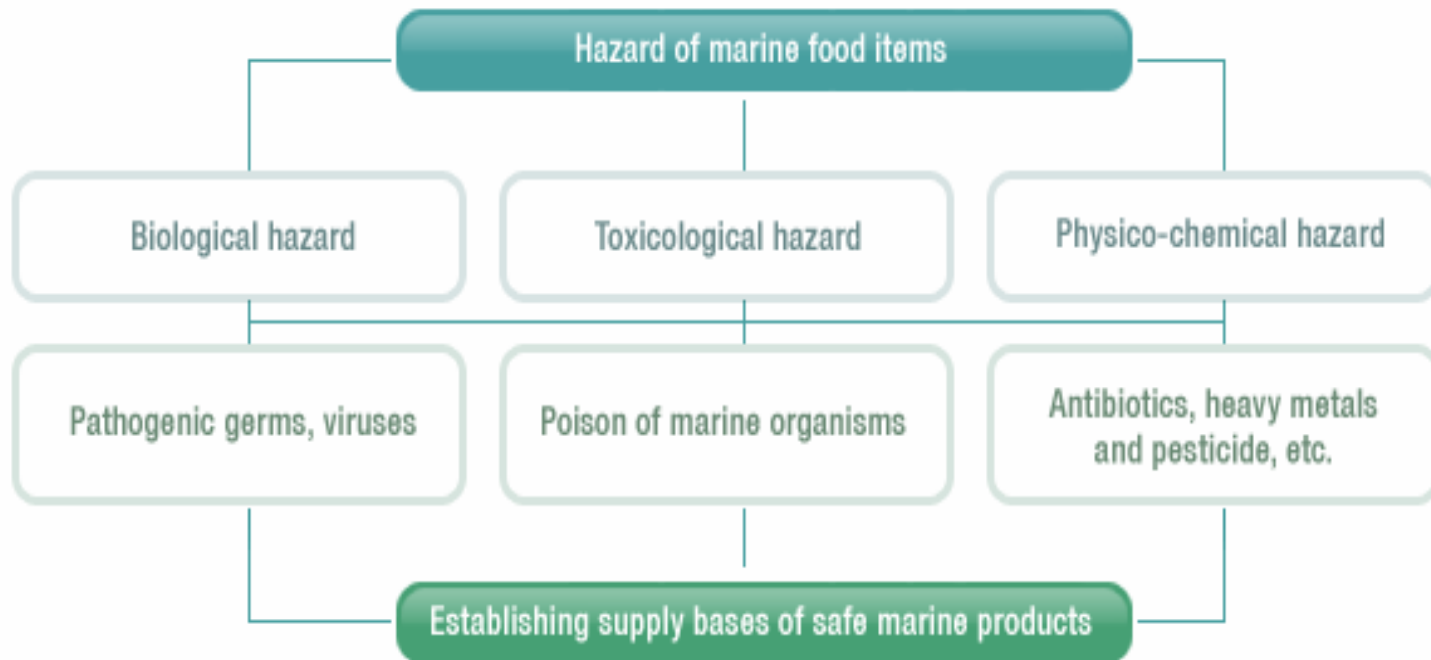 Hazard of marine food items
Biological hazard
Toxicological hazard
Physico-chemical hazard
Pathogenic germs, viruses
Poison of marine organisms
Antibiotics, heavy metals
and pesticide, etc.
Establishing supply bases of safe marine products